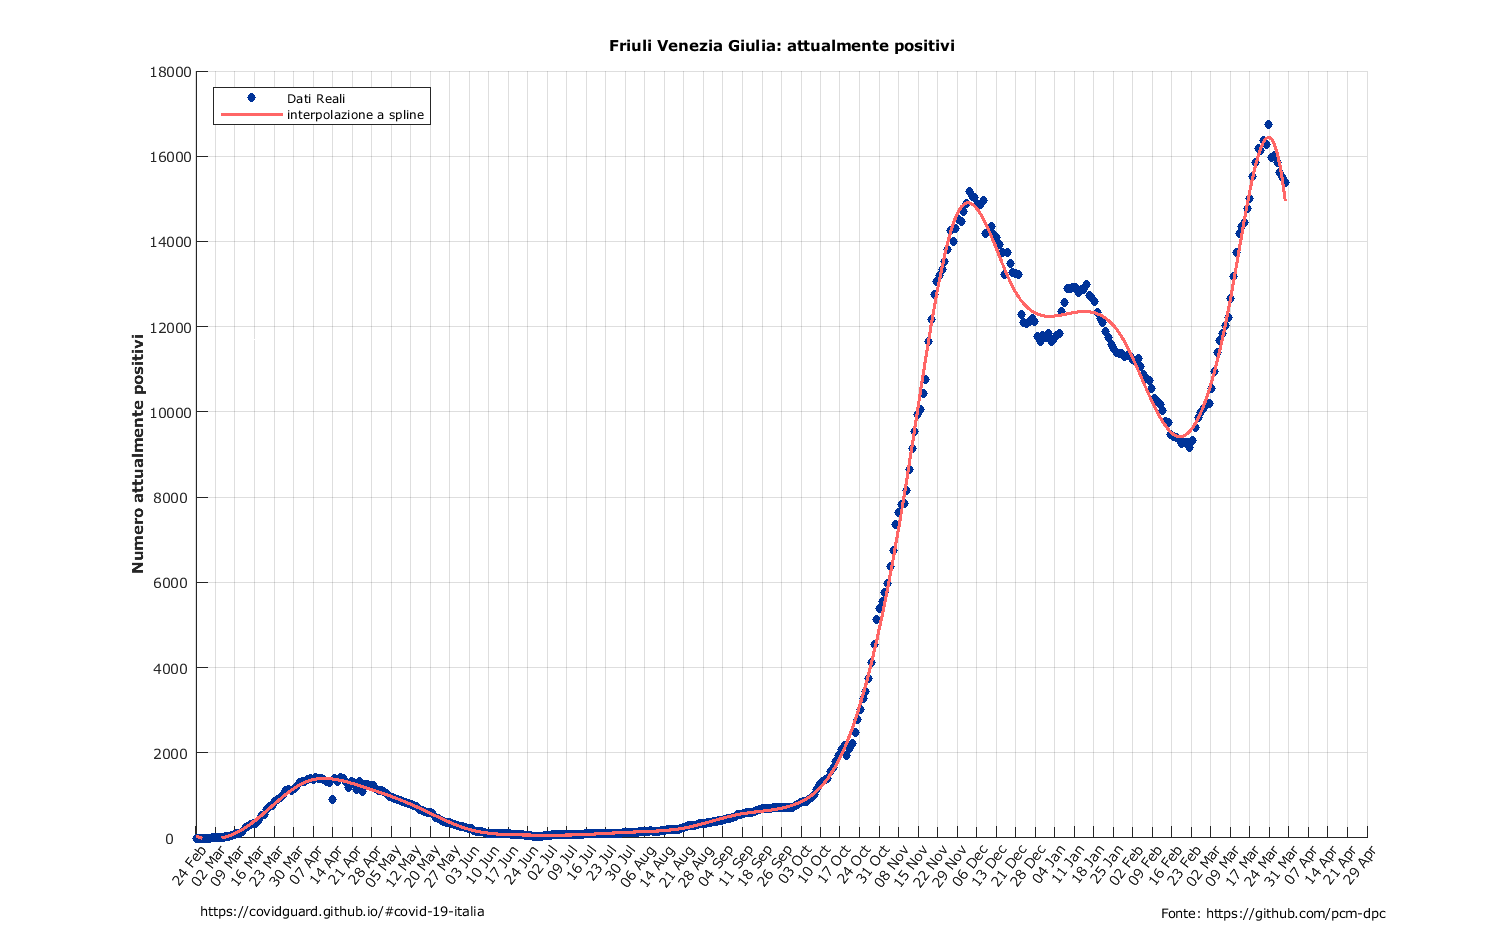 Friuli Venezia Giulia: attualmente positivi
18000
16000
14000
12000
10000
8000
6000
4000
2000
0
Numero attualmente positivi
Dati Reali
interpolazione a spline
24 Feb
02 Mar
09 Mar
16 Mar
23 Mar
30 Mar
07 Apr
14 Apr
21 Apr
28 Apr
05 May
12 May
20 May
27 May
03 Jun
10 Jun
17 Jun
24 Jun
02 Jul
09 Jul
16 Jul
23 Jul
30 Jul
06 Aug
14 Aug
21 Aug
28 Aug
04 Sep
11 Sep
18 Sep
26 Sep
03 Oct
10 Oct
17 Oct
24 Oct
31 Oct
08 Nov
15 Nov
22 Nov
29 Nov
06 Dec
13 Dec
21 Dec
28 Dec
04 Jan
11 Jan
18 Jan
25 Jan
02 Feb
09 Feb
16 Feb
23 Feb
02 Mar
09 Mar
17 Mar
24 Mar
31 Mar
07 Apr
14 Apr
21 Apr
29 Apr
https://covidguard.github.io/#covid-19-italia
Fonte: https://github.com/pcm-dpc